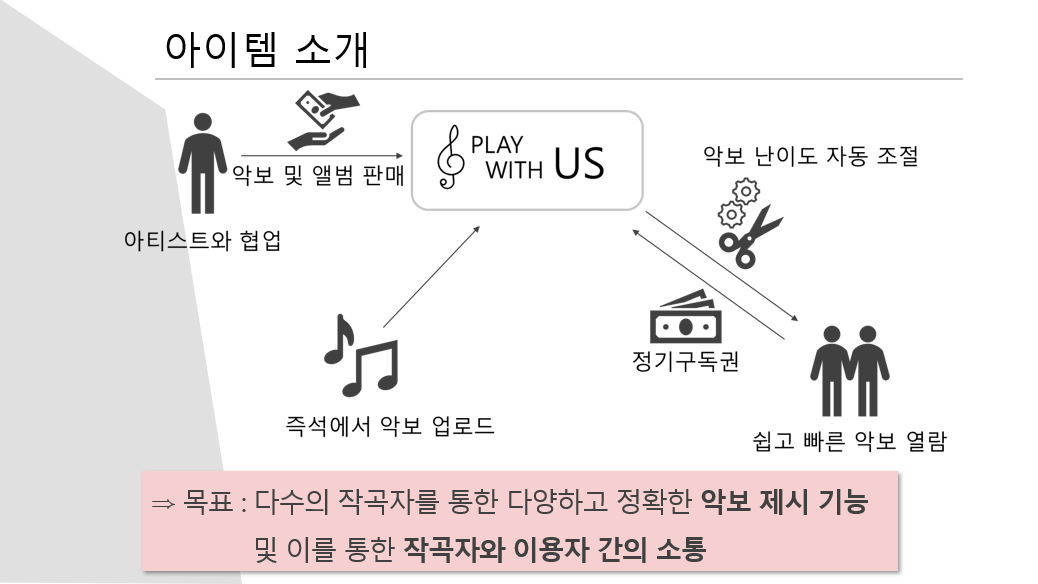 아이템 소개
악보 및 앨범 판매
PLAY
WITH US
악보 난이도 자동 조절
아티스트와 협업
정기구독권
즉석에서 악보 업로드
쉽고 빠른 악보 열람
⇒ 목표 : 다수의 작곡자를 통한 다양하고 정확한 악보 제시 기능
및 이를 통한 작곡자와 이용자 간의 소통